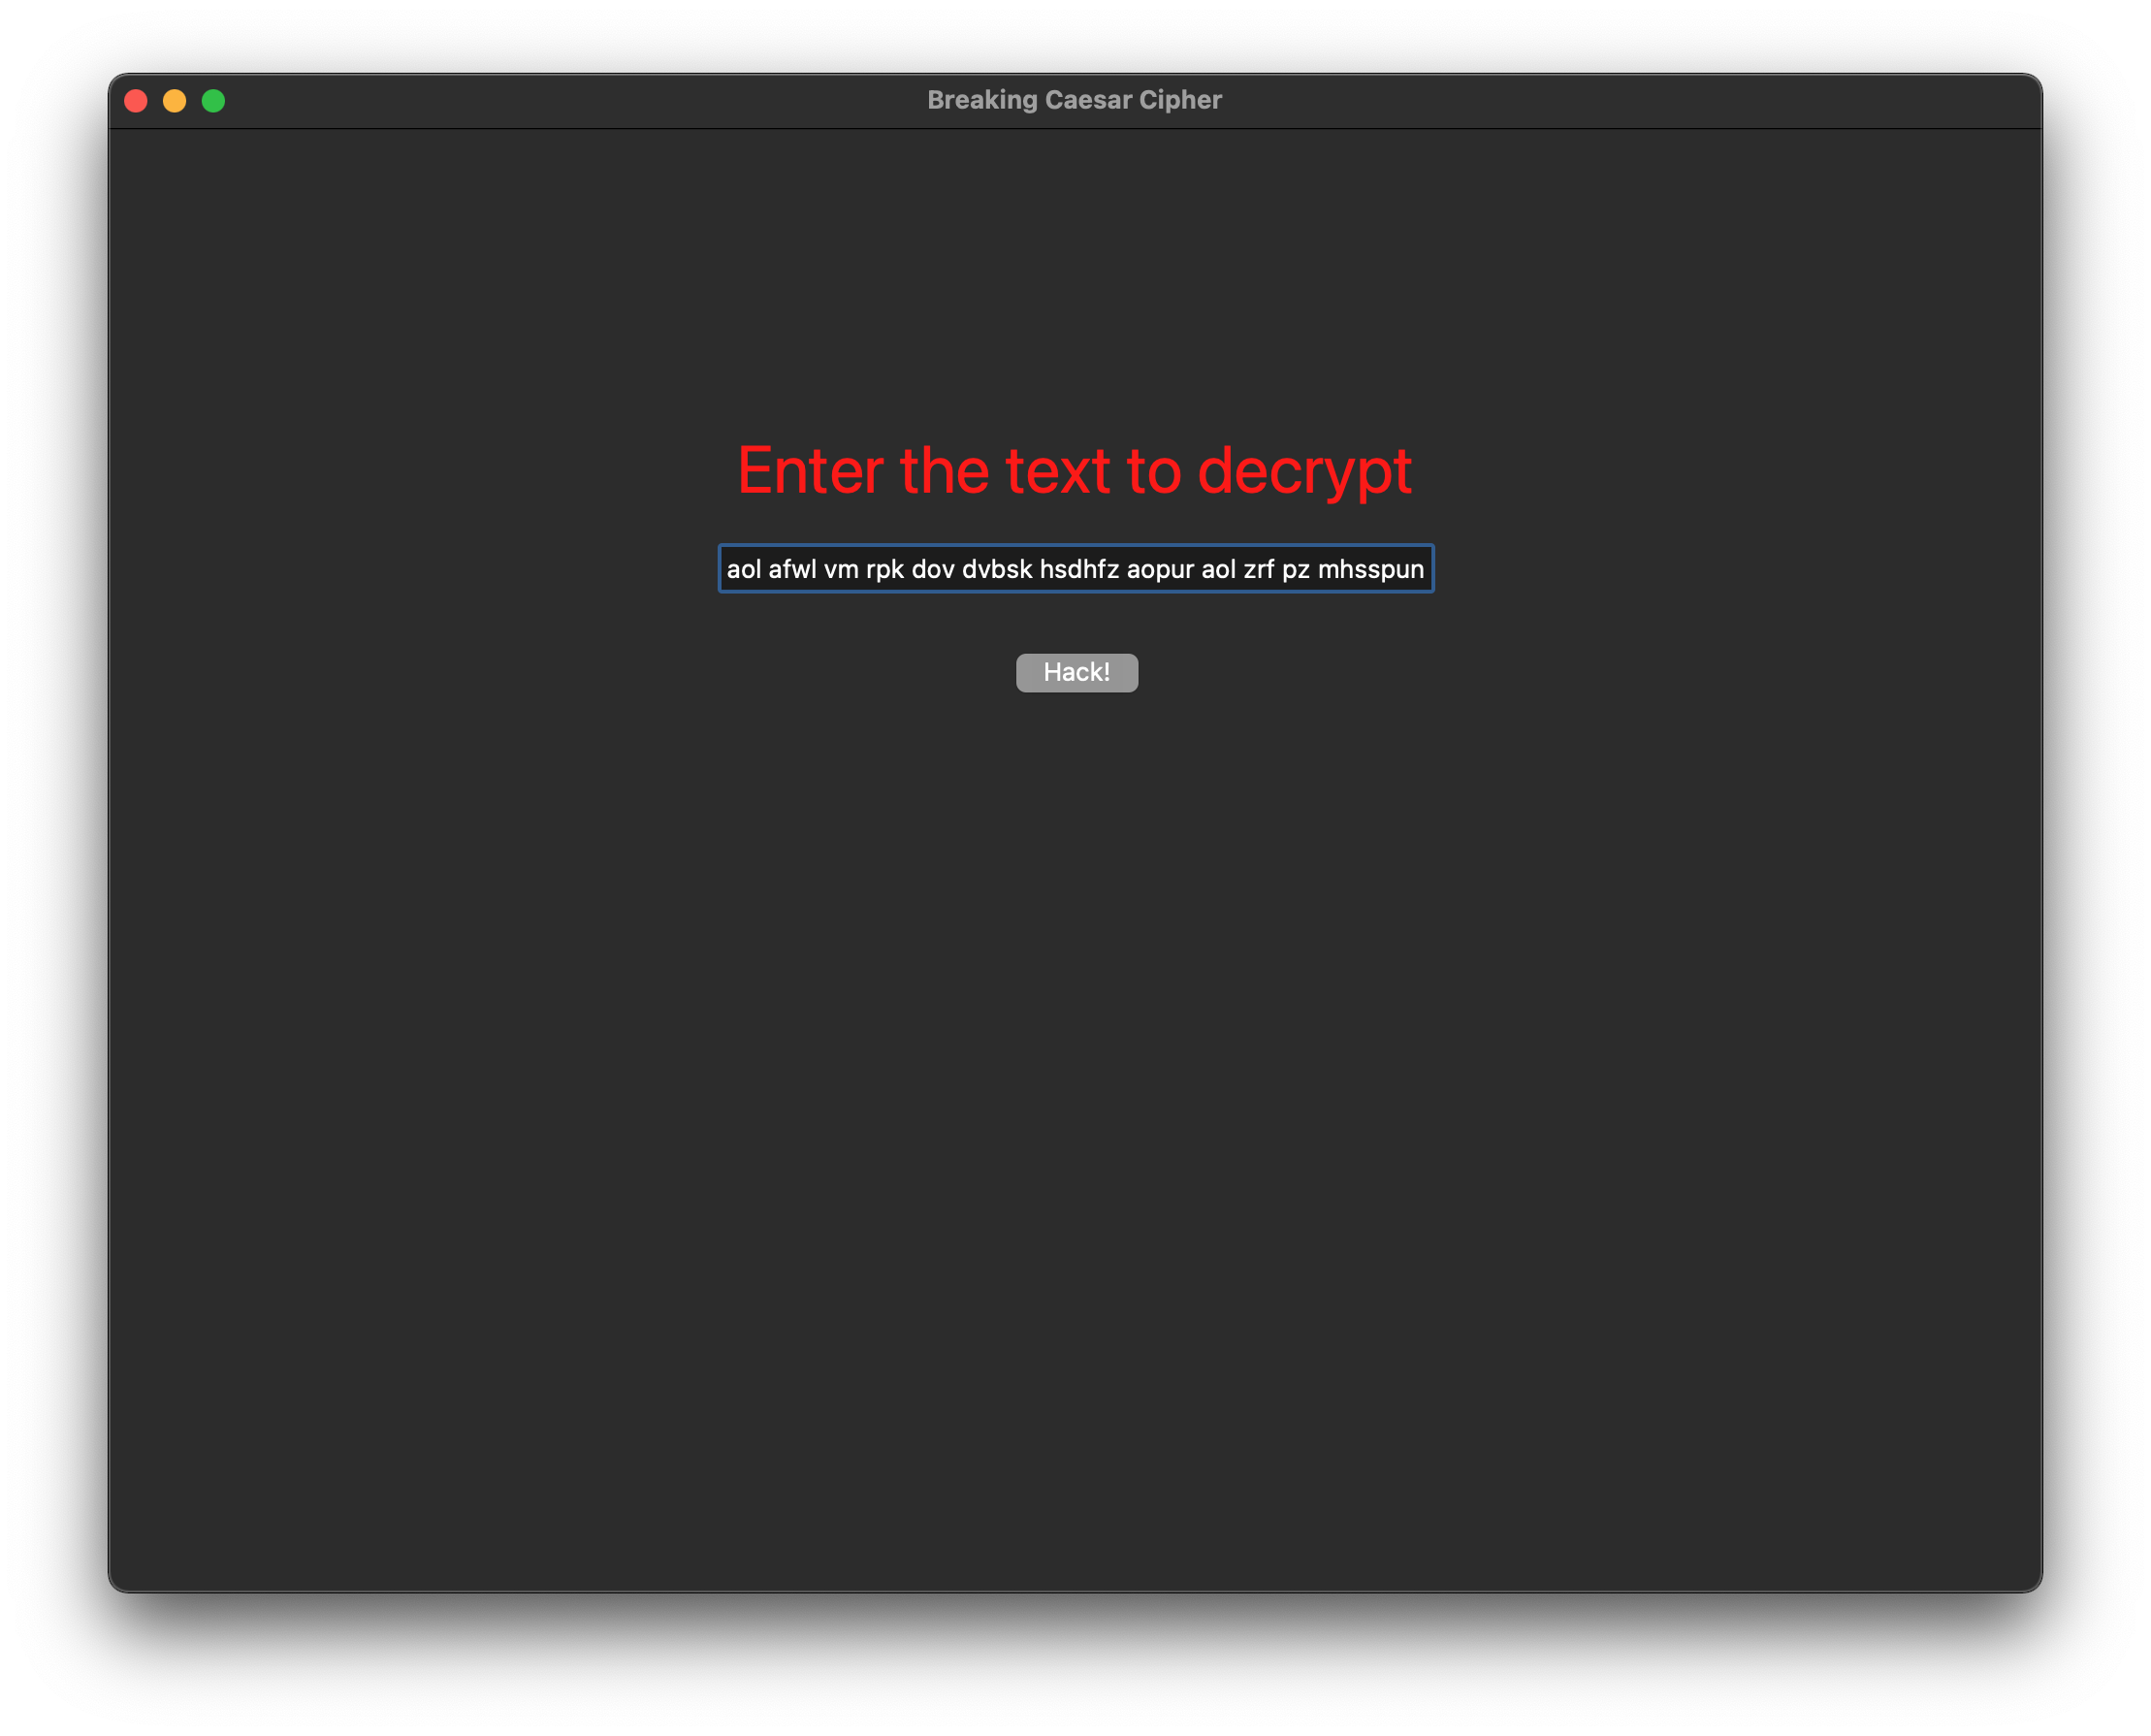 Breaking Caesar Cipher
Enter the text to decrypt
aol afwl vm rpk dov dvbsk hsdhfz aopur aol zrf pz mhsspun
Hack!